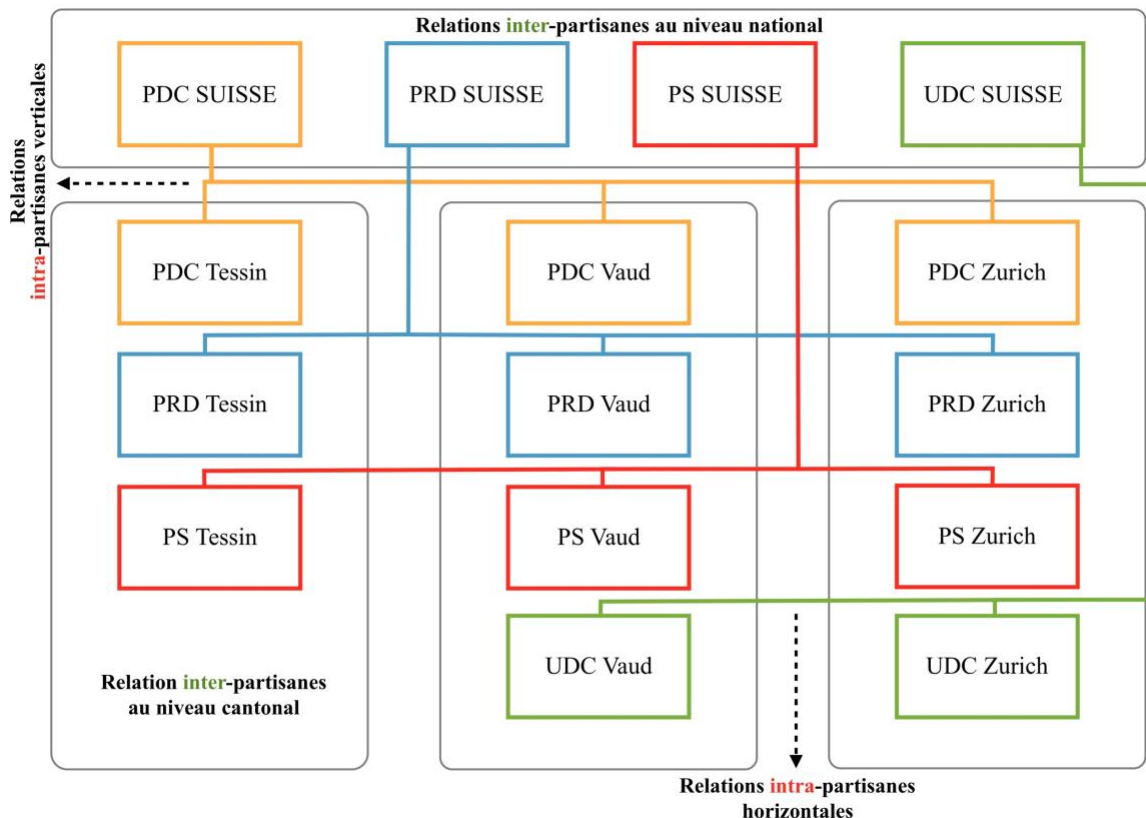 Relations inter-partisanes au niveau national
PDC SUISSE
PRD SUISSE
PS SUISSE
UDC SUISSE
Relations
intra-partisanes verticales
PDC Tessin
PDC Vaud
PDC Zurich
PRD Tessin
PRD Vaud
PRD Zurich
PS Tessin
PS Vaud
PS Zurich
UDC Vaud
UDC Zurich
Relation inter-partisanes
au niveau cantonal
Relations intra-partisanes
horizontales